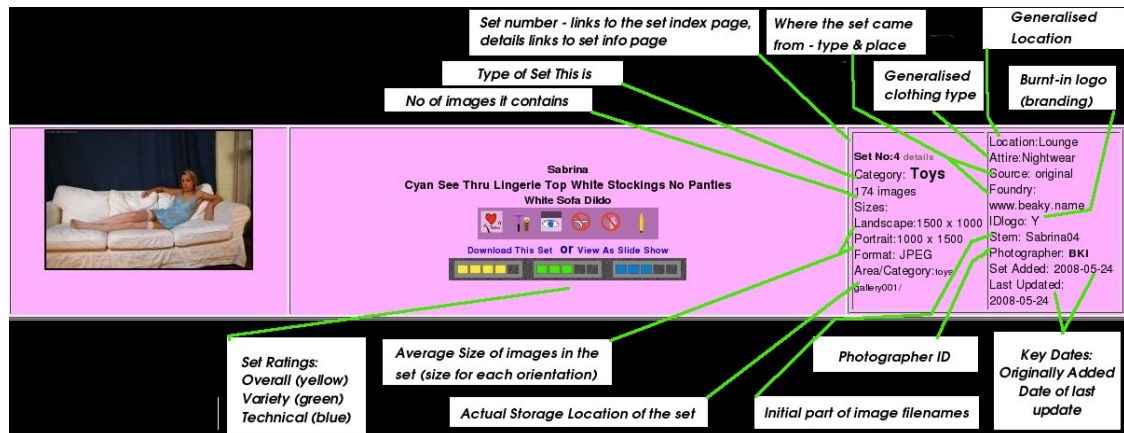 Set number - links to the set index page,
details links to set info page
Where the set came
from - type & place
Generalised
Location
Type of Set This is
Generalised
clothing type
Burnt-in logo
(branding)
No of images it contains
Sabrina
Cyan See Thru Lingerie Top White Stockings No Panties
White Sofa Dildo
Download This Set or View As Slide Show
Set No:4 details
Category: Toys
174 images
Sizes:
Landscape:1500 x 1000
Portrait:1000 x 1500
Format: JPEG
Area/Category:toys/
gallery001/
Location:Lounge
Attire:Nightwear
Source: original
Foundry:
www.beaky.name
IDlogo: Y
Stem: Sabrina04
Photographer: BKI
Set Added: 2008-05-24
Last Updated:
2008-05-24
Set Ratings:
Overall (yellow)
Variety (green)
Technical (blue)
Average Size of images in the
set (size for each orientation)
Photographer ID
Key Dates:
Originally Added
Date of last
update
Actual Storage Location of the set
Initial part of image filenames